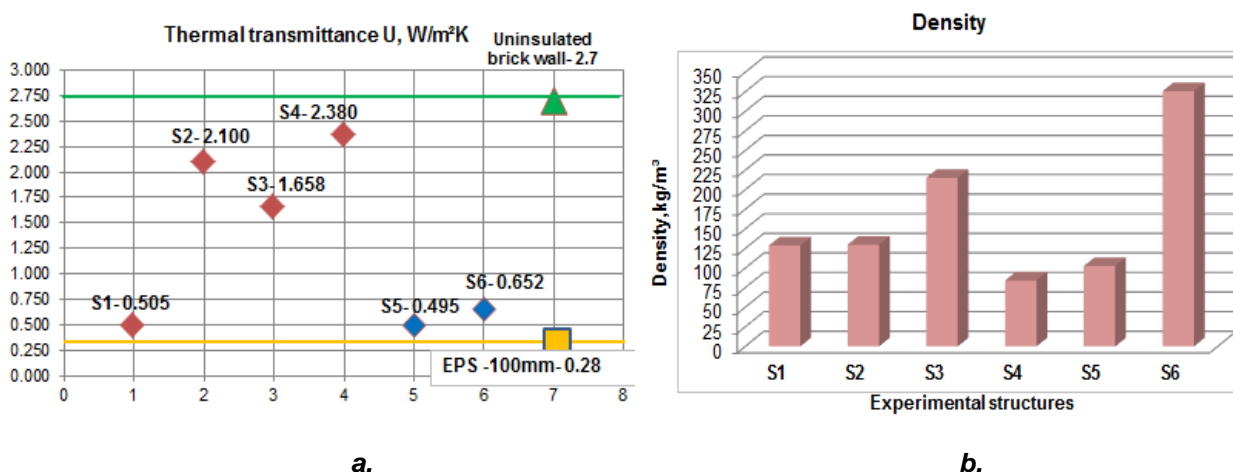 Thermal transmittance U, W/m²K
Uninsulated
brick wall- 2.7
3.000
2.750
2.500
2.250
2.000
1.750
1.500
1.250
1.000
0.750
0.500
0.250
0.000
S4- 2.380
S2- 2.100
S3- 1.658
S6- 0.652
S1- 0.505
S5- 0.495
EPS -100mm- 0.28
0 1 2 3 4 5 6 7 8
a.
Density
Density,kg/m³
350
325
300
275
250
225
200
175
150
125
100
75
50
25
0
S1 S2 S3 S4 S5 S6
Experimental structures
b.